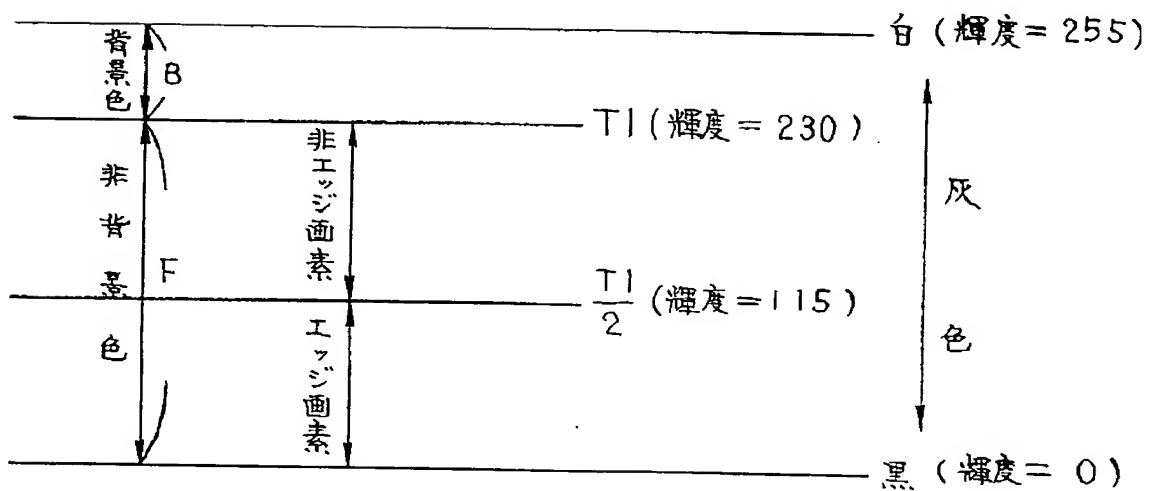 白 (輝度= 255)
背景色
B
T1 (輝度= 230)
非エッジ画素
非背景色
F
灰色
T1/2 (輝度=115)
エッジ画素
黒 (輝度= 0)